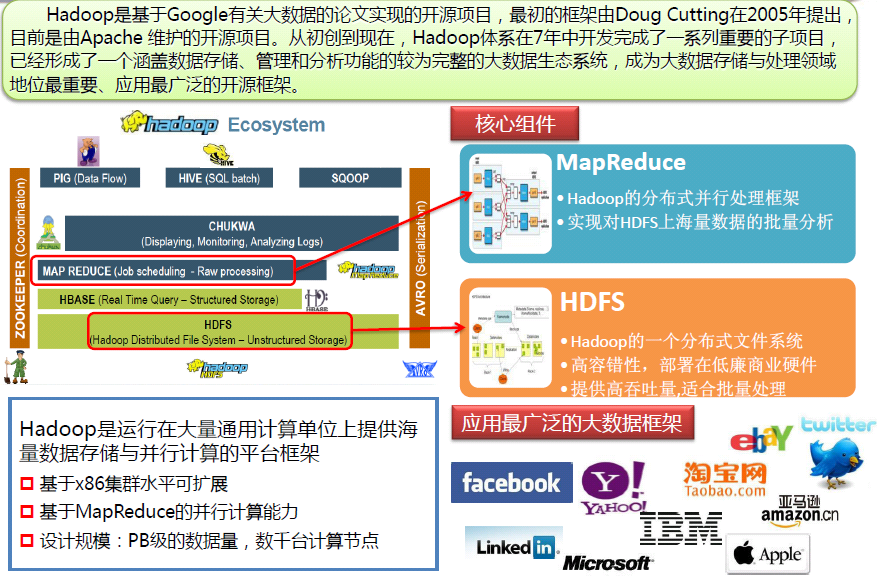 Hadoop是基于Google有关大数据的论文实现的开源项目，最初的框架由Doug Cutting在2005年提出，
目前是由Apache 维护的开源项目。从初创到现在，Hadoop体系在7年中开发完成了一系列重要的子项目，
已经形成了一个涵盖数据存储、管理和分析功能的较为完整的大数据生态系统，成为大数据存储与处理领域
地位最重要、应用最广泛的开源框架。
hadoop Ecosystem
HIVE
PIG (Data Flow)
HIVE (SQL batch)
SQOOP
ZOOKEEPER (Coordination)
AVRO (Serialization)
CHUKWA
(Displaying, Monitoring, Analyzing Logs)
MAP REDUCE (Job scheduling - Raw processing)
hadoop
MapReduce
HBASE (Real Time Query – Structured Storage)
HBASE
HDFS
(Hadoop Distributed File System – Unstructured Storage)
hadoop
HDFS
核心组件
MapReduce
• Hadoop的分布式并行处理框架
• 实现对HDFS上海量数据的批量分析
HDFS
• Hadoop的一个分布式文件系统
• 高容错性，部署在低廉商业硬件
• 提供高吞吐量,适合批量处理
Hadoop是运行在大量通用计算单位上提供海
量数据存储与并行计算的平台框架
基于x86集群水平可扩展
基于MapReduce的并行计算能力
设计规模：PB级的数据量，数千台计算节点
应用最广泛的大数据框架
twitter
ebay
facebook
YAHOO!
淘宝网
Taobao.com
亚马逊
amazon.cn
IBM
Linked in
Microsoft
Apple